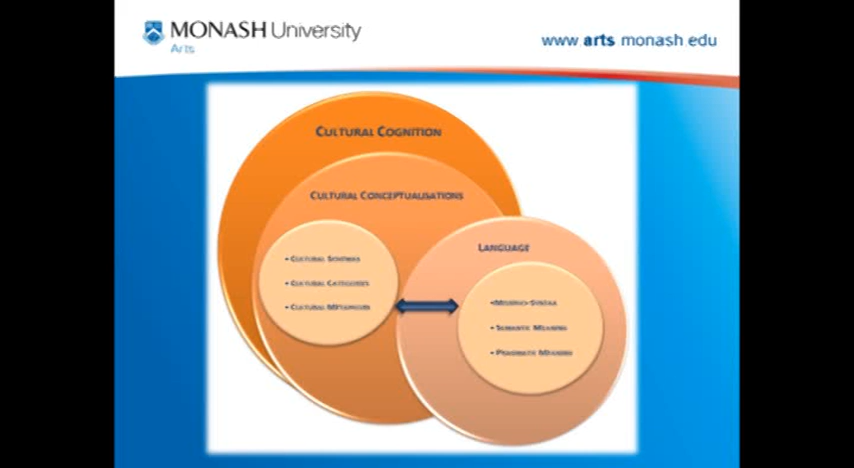 MONASH University
Arts
www arts monash edu
CULTURAL COGNITION
CULTURAL CONCEPTUALISATIONS
• CULTURAL SCHEMAS
• CULTURAL CATEGORIES
• CULTURAL METAPHORS
LANGUAGE
• MORPHO-SYNTAX
• SEMANTIC MEANING
• PRAGMATIC MEANING